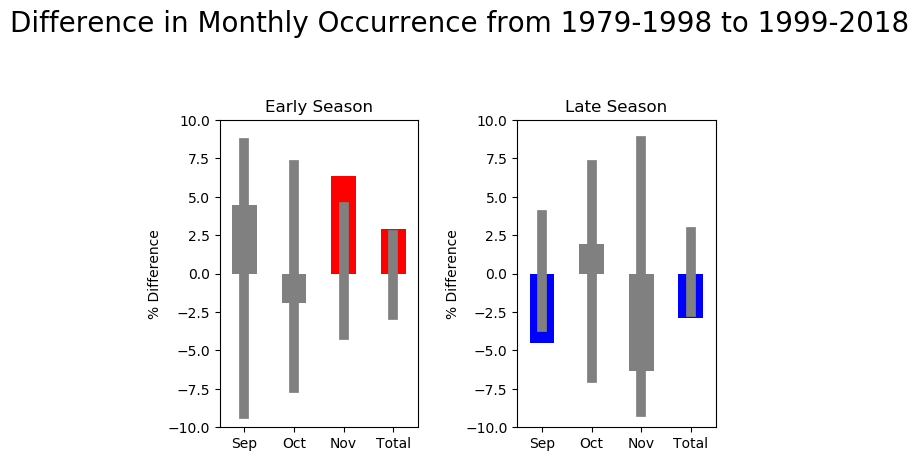 Difference in Monthly Occurrence from 1979-1998 to 1999-2018
Early Season
% Difference
10.0
7.5
5.0
2.5
0.0
−2.5
−5.0
−7.5
−10.0
Sep Oct Nov Total
Late Season
% Difference
10.0
7.5
5.0
2.5
0.0
−2.5
−5.0
−7.5
−10.0
Sep Oct Nov Total